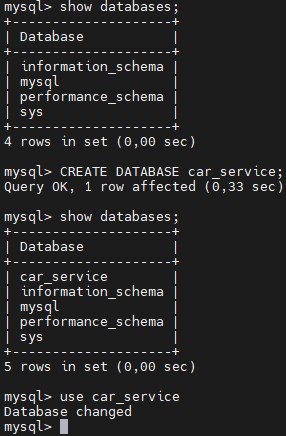 mysql> show databases;
+--------------------+
| Database           |
+--------------------+
| information_schema |
| mysql              |
| performance_schema |
| sys                |
+--------------------+
4 rows in set (0,00 sec)

mysql> CREATE DATABASE car_service;
Query OK, 1 row affected (0,33 sec)

mysql> show databases;
+--------------------+
| Database           |
+--------------------+
| car_service        |
| information_schema |
| mysql              |
| performance_schema |
| sys                |
+--------------------+
5 rows in set (0,00 sec)

mysql> use car_service
Database changed
mysql>